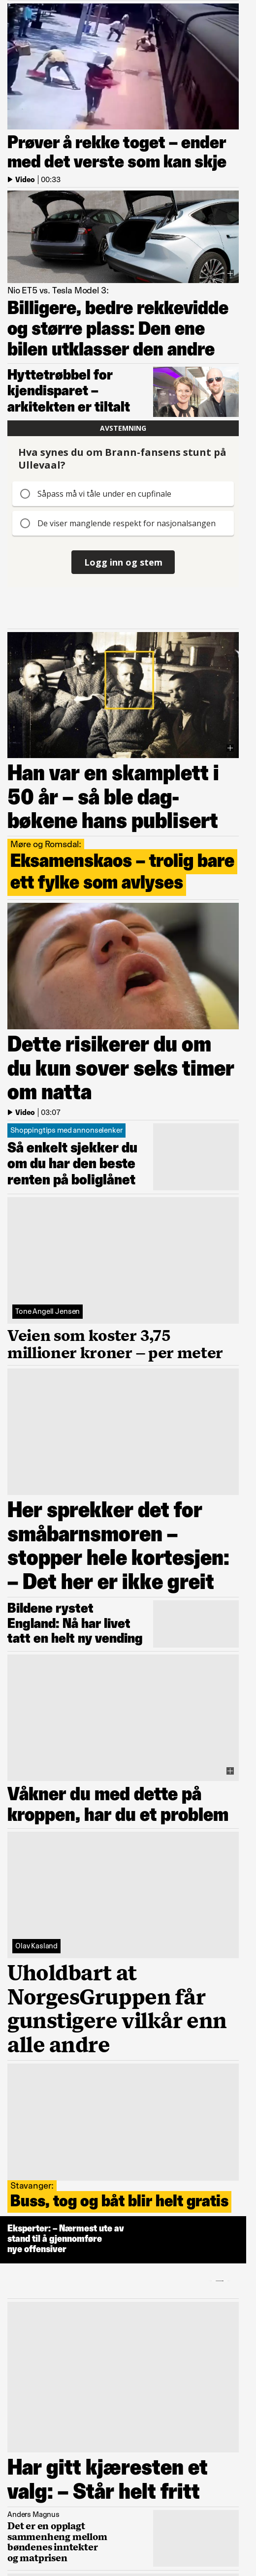 Prøver å rekke toget – ender
med det verste som kan skje
Video | 00:33
Nio ET5 vs. Tesla Model 3:
Billigere, bedre rekkevidde
og større plass: Den ene
bilen utklasser den andre
Hyttetrøbbel for
kjendisparet –
arkitekten er tiltalt
AVSTEMNING
Hva synes du om Brann-fansens stunt på
Ullevaal?
Såpass må vi tåle under en cupfinale
De viser manglende respekt for nasjonalsangen
Logg inn og stem
Han var en skamplett i
50 år – så ble dag-
bøkene hans publisert
Møre og Romsdal:
Eksamenskaos – trolig bare
ett fylke som avlyses
Dette risikerer du om
du kun sover seks timer
om natta
Video | 03:07
Shoppingtips med annonselenker
Så enkelt sjekker du
om du har den beste
renten på boliglånet
Tone Angell Jensen
Veien som koster 3,75
millioner kroner – per meter
Her sprekker det for
småbarnsmoren –
stopper hele kortesjen:
– Det her er ikke greit
Bildene rystet
England: Nå har livet
tatt en helt ny vending
Våkner du med dette på
kroppen, har du et problem
Olav Kasland
Uholdbart at
NorgesGruppen får
gunstigere vilkår enn
alle andre
Stavanger:
Buss, tog og båt blir helt gratis
Eksperter: – Nærmest ute av
stand til å gjennomføre
nye offensiver
Har gitt kjæresten et
valg: – Står helt fritt
Anders Magnus
Det er en opplagt
sammenheng mellom
bøndenes inntekter
og matprisen